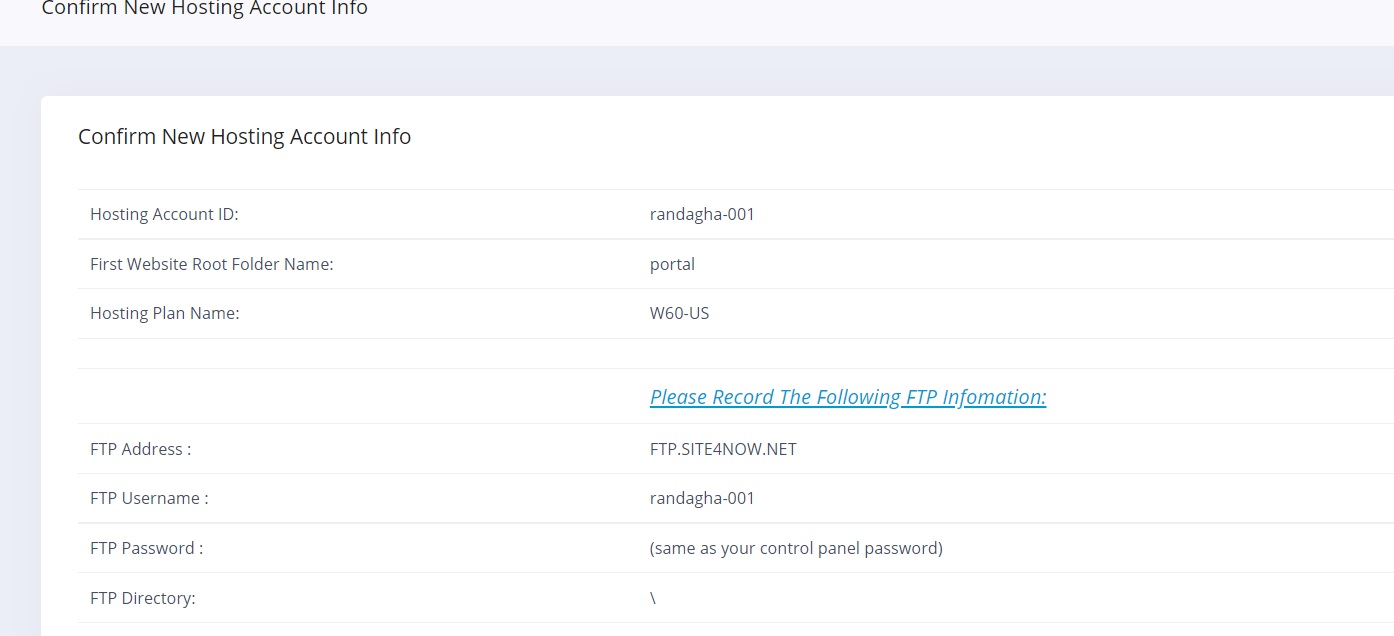 Confirm New Hosting Account Info
Confirm New Hosting Account Info
Hosting Account ID: randagha-001
First Website Root Folder Name: portal
Hosting Plan Name: W60-US
Please Record The Following FTP Infomation:
FTP Address : FTP.SITE4NOW.NET
FTP Username : randagha-001
FTP Password : (same as your control panel password)
FTP Directory: \